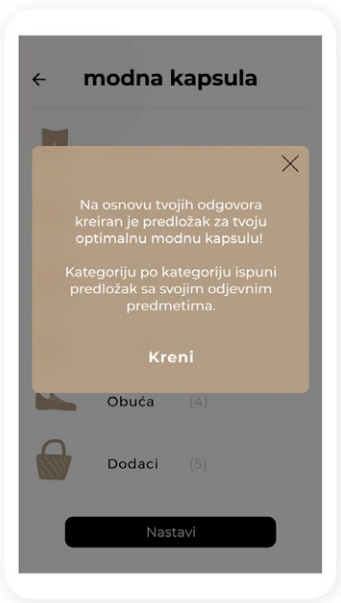 modna kapsula
Na osnovu tvojih odgovora
kreiran je predložak za tvoju
optimalnu modnu kapsulu!
Kategoriju po kategoriju ispuni
predložak sa svojim odjevnim
predmetima.
Kreni
Obuća (4)
Dodaci (5)
Nastavi